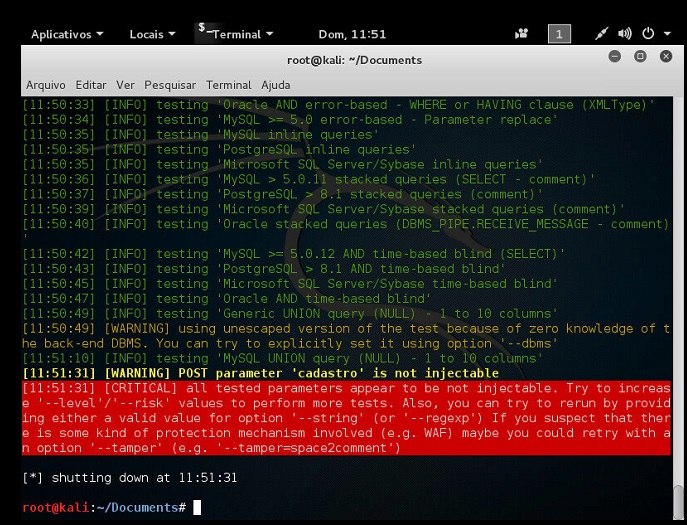 Aplicativos Locais Terminal Dom, 11:51 1
root@kali: ~/Documents
Arquivo Editar Ver Pesquisar Terminal Ajuda
[11:50:33] [INFO] testing 'Oracle AND error-based - WHERE or HAVING clause (XMLType)'
[11:50:34] [INFO] testing 'MySQL >= 5.0 error-based - Parameter replace'
[11:50:35] [INFO] testing 'MySQL inline queries'
[11:50:35] [INFO] testing 'PostgreSQL inline queries'
[11:50:35] [INFO] testing 'Microsoft SQL Server/Sybase inline queries'
[11:50:36] [INFO] testing 'MySQL > 5.0.11 stacked queries (SELECT - comment)'
[11:50:37] [INFO] testing 'PostgreSQL > 8.1 stacked queries (comment)'
[11:50:39] [INFO] testing 'Microsoft SQL Server/Sybase stacked queries (comment)'
[11:50:40] [INFO] testing 'Oracle stacked queries (DBMS_PIPE.RECEIVE_MESSAGE - comment)
'
[11:50:42] [INFO] testing 'MySQL >= 5.0.12 AND time-based blind (SELECT)'
[11:50:43] [INFO] testing 'PostgreSQL > 8.1 AND time-based blind'
[11:50:45] [INFO] testing 'Microsoft SQL Server/Sybase time-based blind'
[11:50:47] [INFO] testing 'Oracle AND time-based blind'
[11:50:49] [INFO] testing 'Generic UNION query (NULL) - 1 to 10 columns'
[11:50:49] [WARNING] using unescaped version of the test because of zero knowledge of t
he back-end DBMS. You can try to explicitly set it using option '--dbms'
[11:51:10] [INFO] testing 'MySQL UNION query (NULL) - 1 to 10 columns'
[11:51:31] [WARNING] POST parameter 'cadastro' is not injectable
[11:51:31] [CRITICAL] all tested parameters appear to be not injectable. Try to increas
e '--level'/'--risk' values to perform more tests. Also, you can try to rerun by provid
ing either a valid value for option '--string' (or '--regexp') If you suspect that ther
e is some kind of protection mechanism involved (e.g. WAF) maybe you could retry with a
n option '--tamper' (e.g. '--tamper=space2comment')
[*] shutting down at 11:51:31
root@kali:~/Documents#